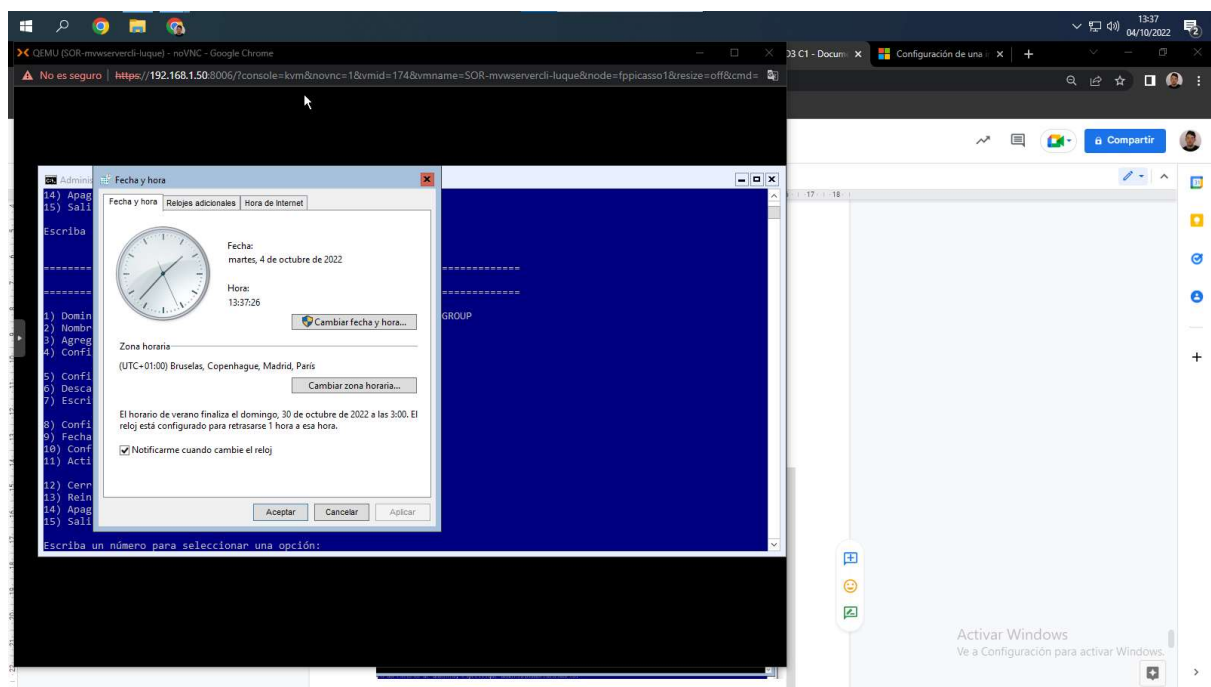 13:37
04/10/2022
QEMU (SOR-mvwservercli-luque) - noVNC - Google Chrome
03 C1 - Docum
Configuración de una
No es seguro | https://192.168.1.50:8006/?console=kvm&novnc=1&vmid=174&vmname=SOR-mvwservercli-luque&node=fppicasso1&resize=off&cmd=
Compartir
Adminis
Fecha y hora
14) Apag
15) Sali
Fecha y hora
Relojes adicionales
Hora de Internet
17
18
Escriba
Fecha:
martes, 4 de octubre de 2022
Hora:
13:37:26
Cambiar fecha y hora...
1) Domin
GROUP
2) Nombr
3) Agreg
4) Confi
Zona horaria
(UTC+01:00) Bruselas, Copenhague, Madrid, París
5) Confi
6) Desca
7) Escri
Cambiar zona horaria...
El horario de verano finaliza el domingo, 30 de octubre de 2022 a las 3:00. El
reloj está configurado para retrasarse 1 hora a esa hora.
8) Confi
9) Fecha
10) Conf
11) Acti
Notificarme cuando cambie el reloj
12) Cerr
13) Rein
14) Apag
15) Sali
Aceptar
Cancelar
Aplicar
Escriba un número para seleccionar una opción:
Activar Windows
Ve a Configuración para activar Windows.